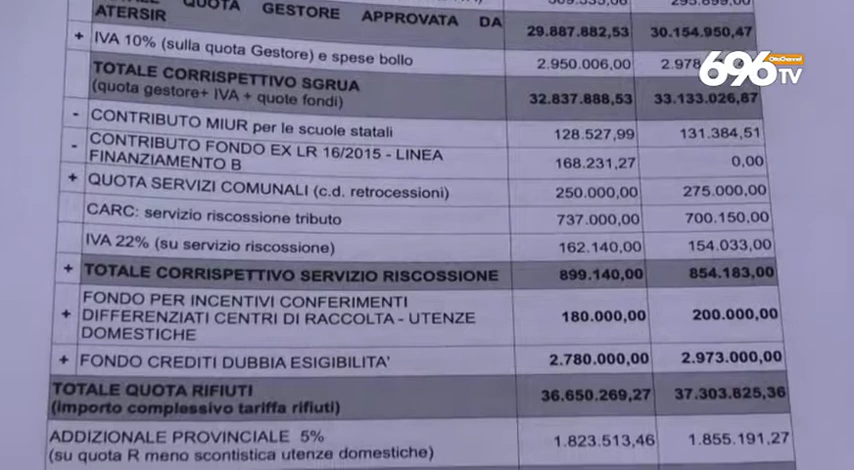 QUOTA GESTORE APPROVATA DA
ATERSIR 29.887.882,53 30.154.950,47
+ IVA 10% (sulla quota Gestore) e spese bollo 2.950.006,00 2.978
TOTALE CORRISPETTIVO SGRUA
(quota gestore+ IVA + quote fondi) 32.837.888,53 33.133.026,87
- CONTRIBUTO MIUR per le scuole statali 128.527,99 131.384,51
- CONTRIBUTO FONDO EX LR 16/2015 - LINEA
FINANZIAMENTO B 168.231,27 0,00
+ QUOTA SERVIZI COMUNALI (c.d. retrocessioni) 250.000,00 275.000,00
CARC: servizio riscossione tributo 737.000,00 700.150,00
IVA 22% (su servizio riscossione) 162.140,00 154.033,00
+ TOTALE CORRISPETTIVO SERVIZIO RISCOSSIONE 899.140,00 854.183,00
FONDO PER INCENTIVI CONFERIMENTI
+ DIFFERENZIATI CENTRI DI RACCOLTA - UTENZE 180.000,00 200.000,00
DOMESTICHE
+ FONDO CREDITI DUBBIA ESIGIBILITA' 2.780.000,00 2.973.000,00
TOTALE QUOTA RIFIUTI
(importo complessivo tariffa rifiuti) 36.650.269,27 37.303.825,36
ADDIZIONALE PROVINCIALE 5%
(su quota R meno scontistica utenze domestiche) 1.823.513,46 1.855.191,27
696 TV